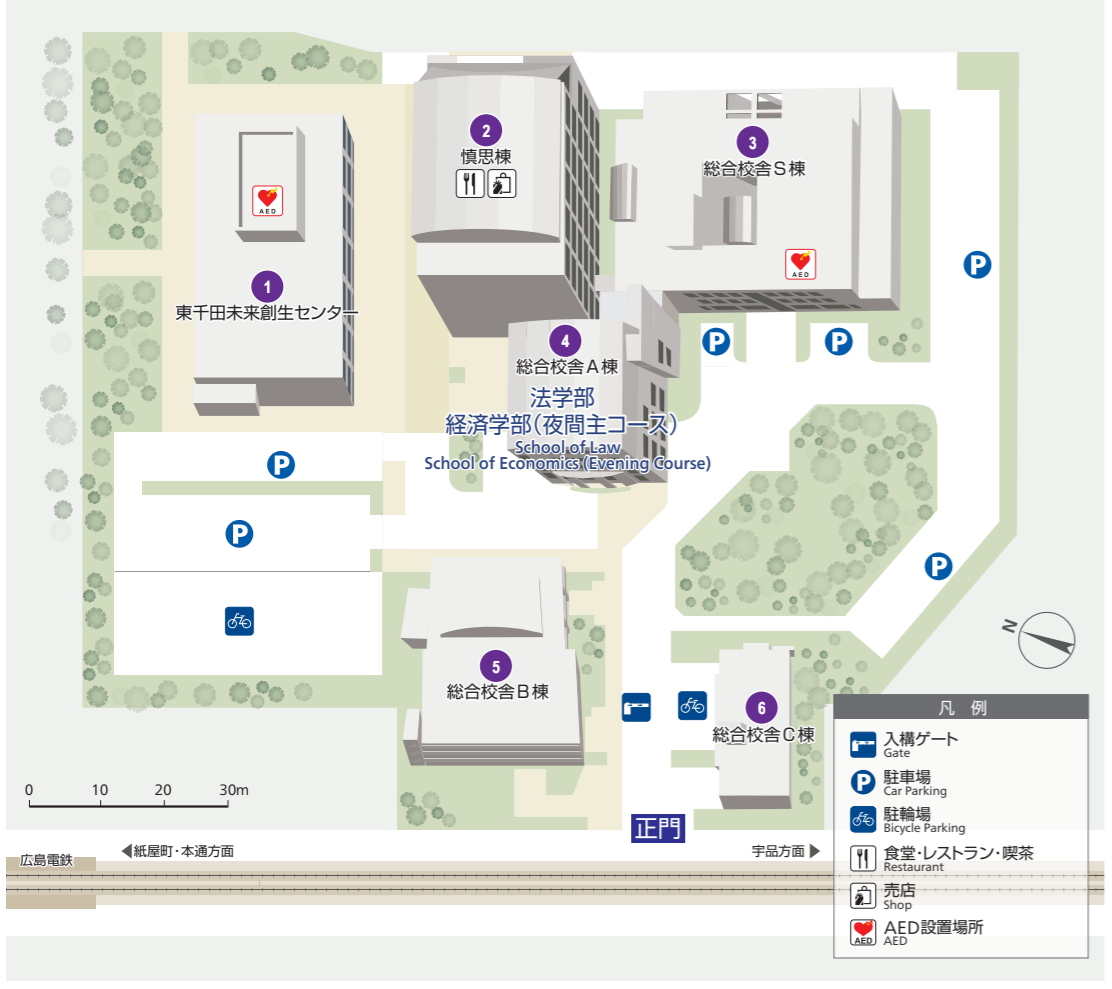 2
慎思棟
3
総合校舎S棟
AED
AED
1
東千田未来創生センター
P
4
総合校舎A棟
P
P
法学部
経済学部(夜間主コース)
School of Law
School of Economics (Evening Course)
P
P
P
N
5
総合校舎B棟
6
総合校舎C棟
0 10 20 30m
正門
広島電鉄
◀紙屋町・本通方面
宇品方面▶
凡 例
入構ゲート
Gate
P 駐車場
Car Parking
駐輪場
Bicycle Parking
食堂・レストラン・喫茶
Restaurant
売店
Shop
AED設置場所
AED AED